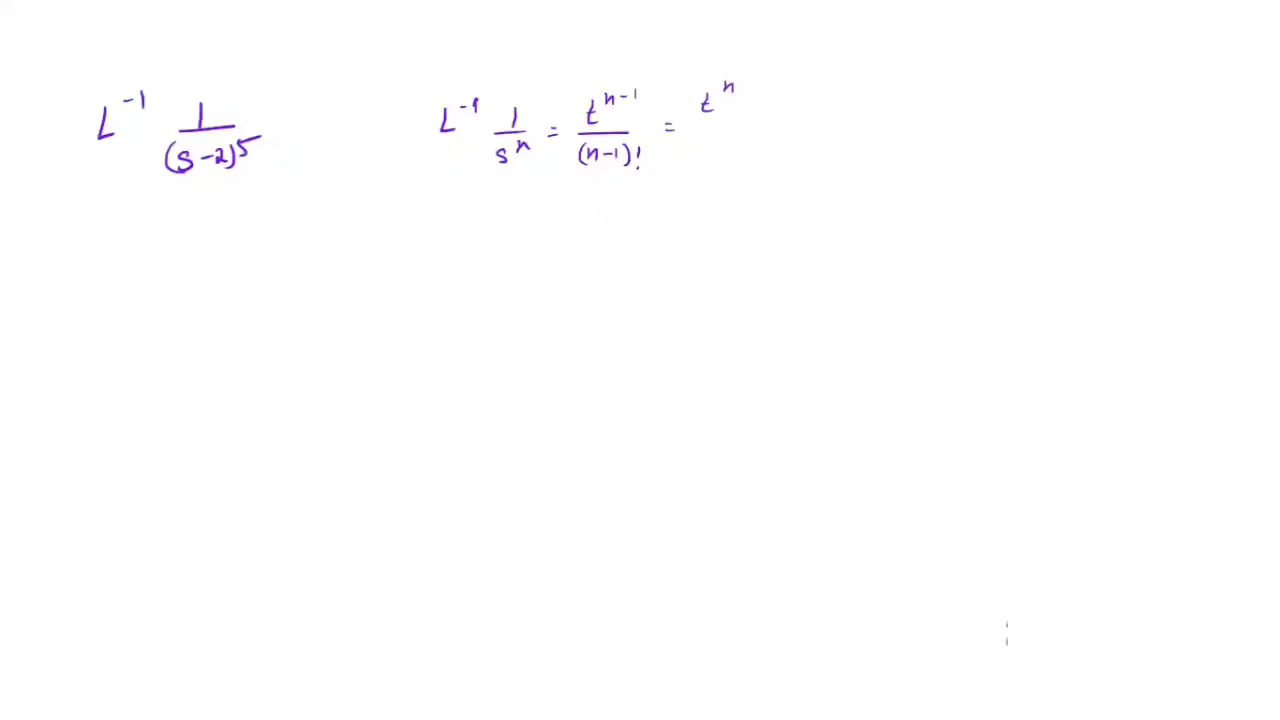 L⁻¹ 1/(s-2)⁵
L⁻¹ 1/sⁿ = tⁿ⁻¹/(n-1)! = tⁿ